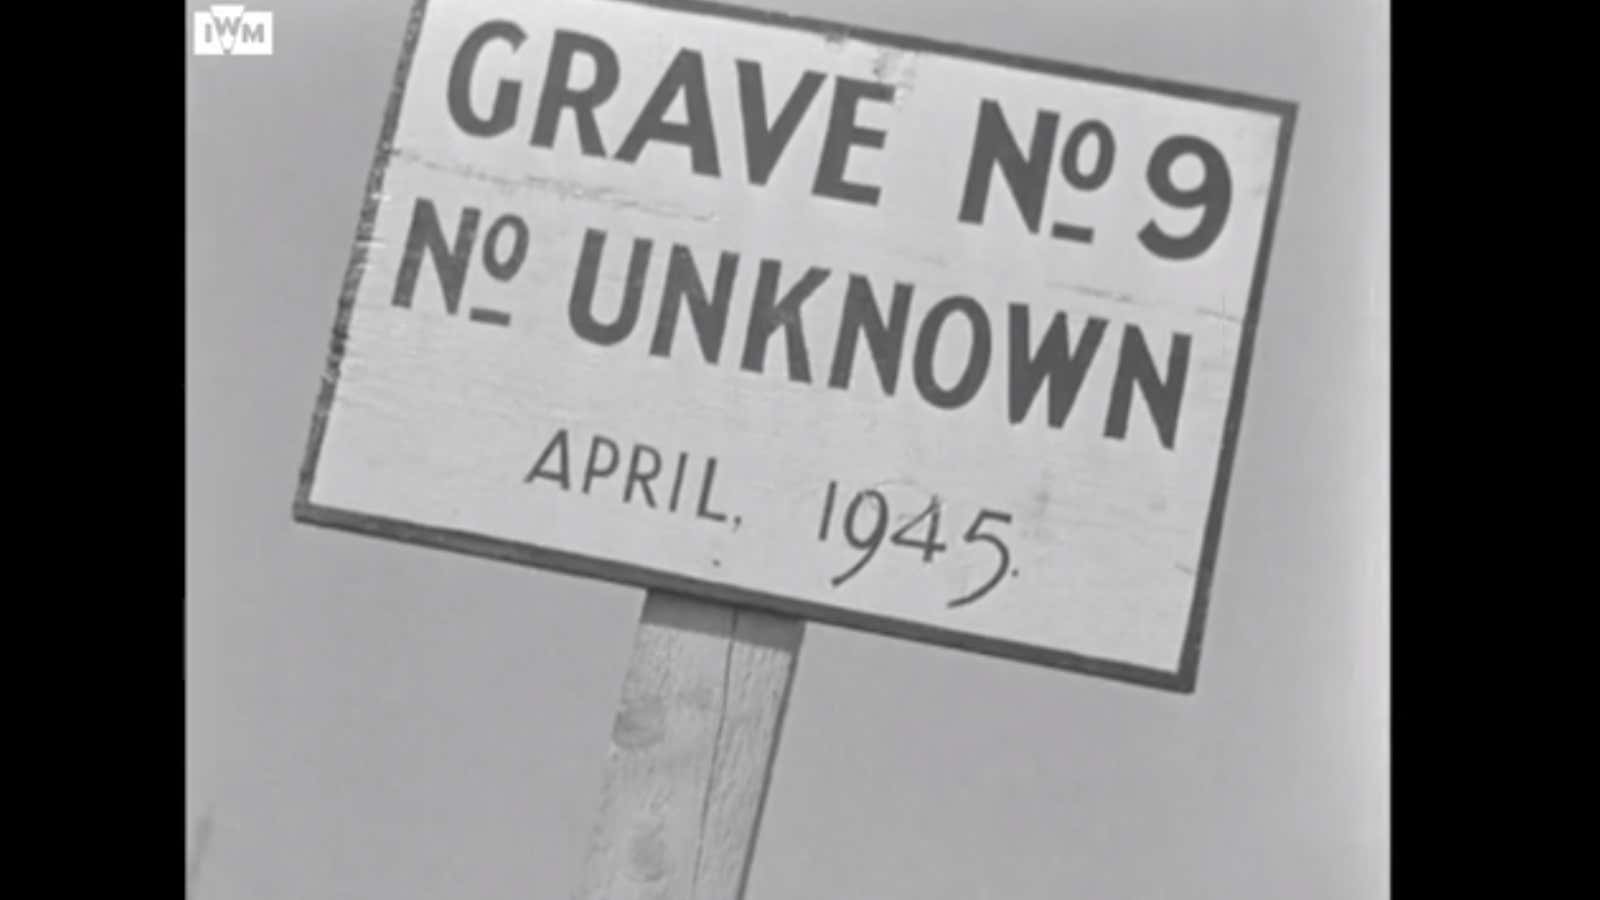 IWM
GRAVE Nº 9
Nº UNKNOWN
APRIL, 1945.